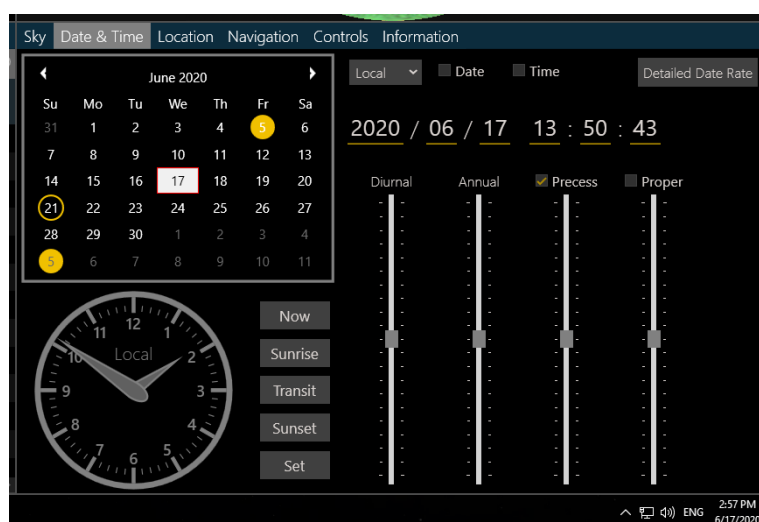 Sky Date & Time Location Navigation Controls Information
June 2020
Su Mo Tu We Th Fr Sa
31 1 2 3 4 5 6
7 8 9 10 11 12 13
14 15 16 17 18 19 20
21 22 23 24 25 26 27
28 29 30 1 2 3 4
5 6 7 8 9 10 11
Local Date Time Detailed Date Rate
2020 / 06 / 17 13 : 50 : 43
Diurnal Annual Precess Proper
12
11 1
10 Local 2
9 3
8 4
7 6 5
Now
Sunrise
Transit
Sunset
Set
ENG
2:57 PM
6/17/2020